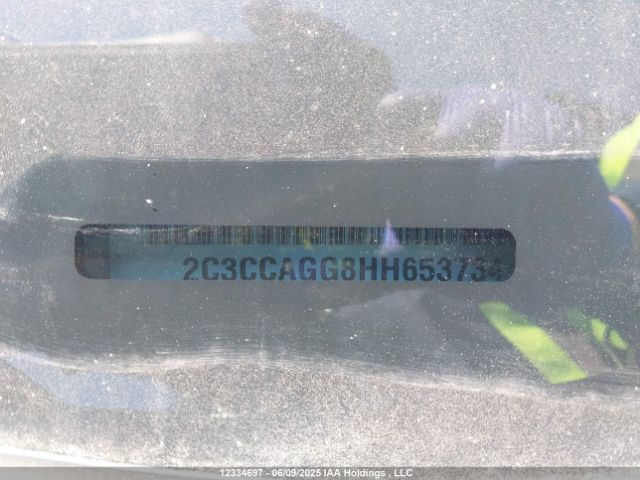 2C3CCAGG8HH653734
12334697 - 06/09/2025 IAA Holdings , LLC